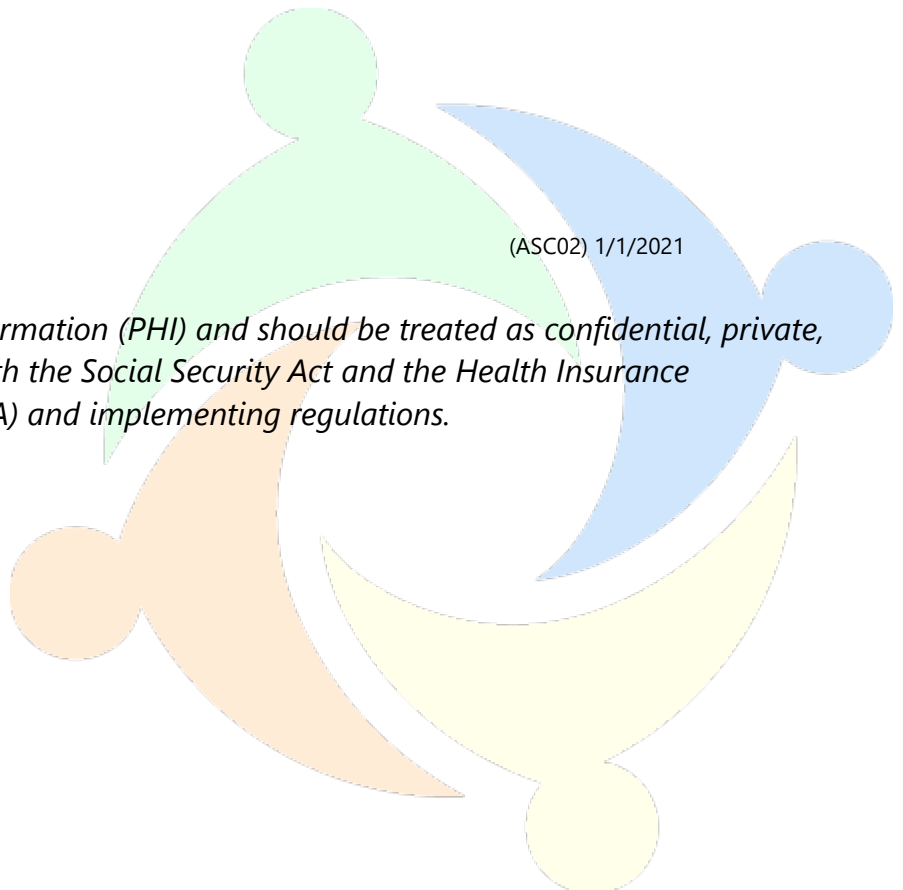 (ASC02) 1/1/2021
rmation (PHI) and should be treated as confidential, private,
th the Social Security Act and the Health Insurance
A) and implementing regulations.